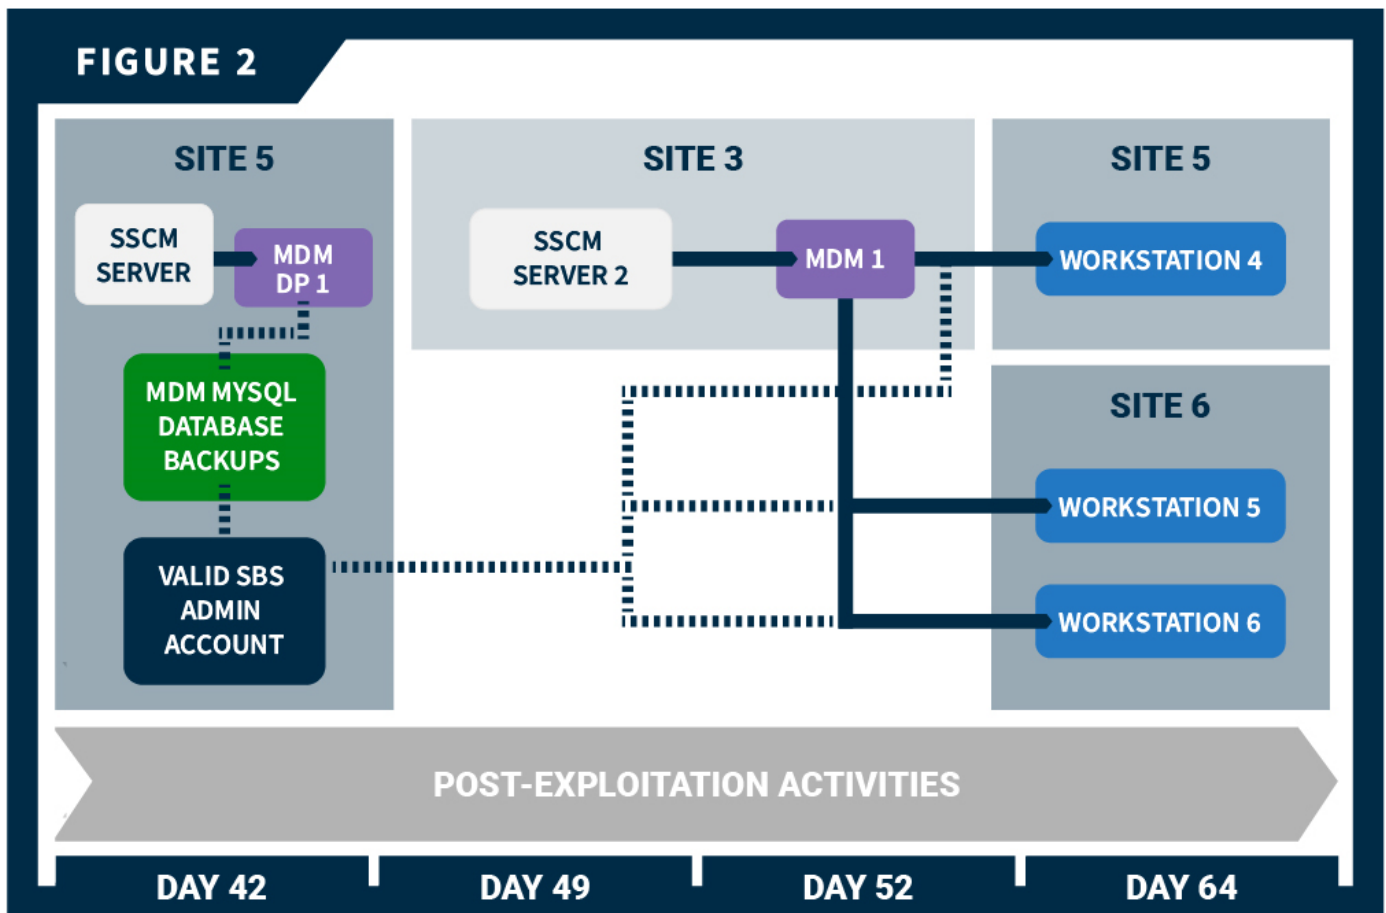 FIGURE 2
SITE 5
SSCM
SERVER
MDM
DP 1
MDM MYSQL
DATABASE
BACKUPS
VALID SBS
ADMIN
ACCOUNT
SITE 3
SSCM
SERVER 2
MDM 1
SITE 5
WORKSTATION 4
SITE 6
WORKSTATION 5
WORKSTATION 6
POST-EXPLOITATION ACTIVITIES
DAY 42
DAY 49
DAY 52
DAY 64